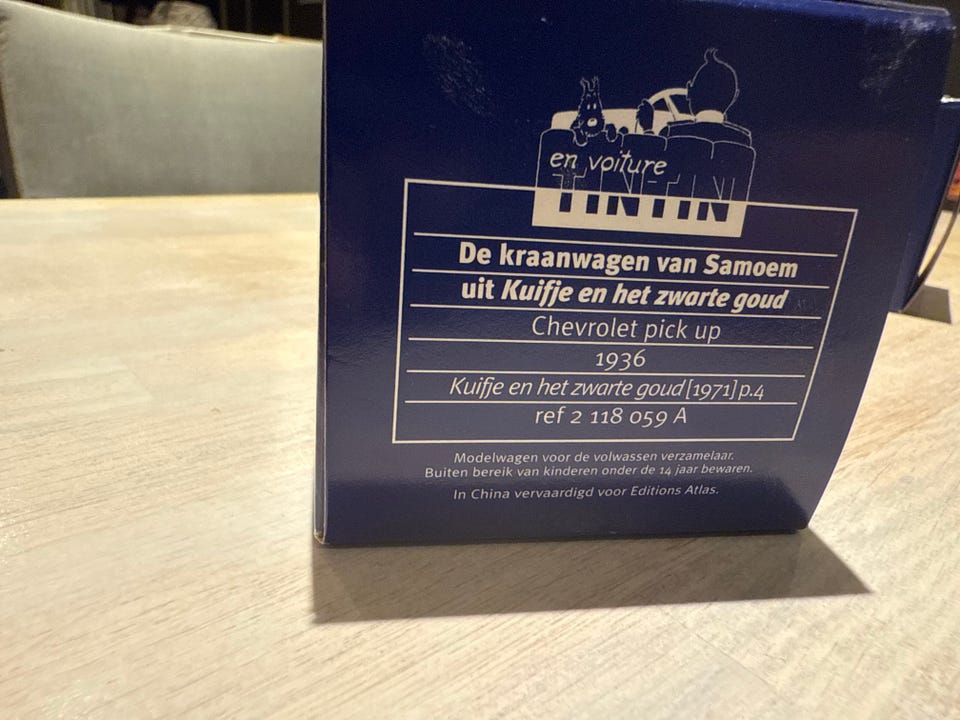 en voiture
TINTIN
De kraanwagen van Samoem
uit Kuifje en het zwarte goud
Chevrolet pick up
1936
Kuifje en het zwarte goud [1971] p.4
ref 2 118 059 A
Modelwagen voor de volwassen verzamelaar.
Buiten bereik van kinderen onder de 14 jaar bewaren.
In China vervaardigd voor Editions Atlas.